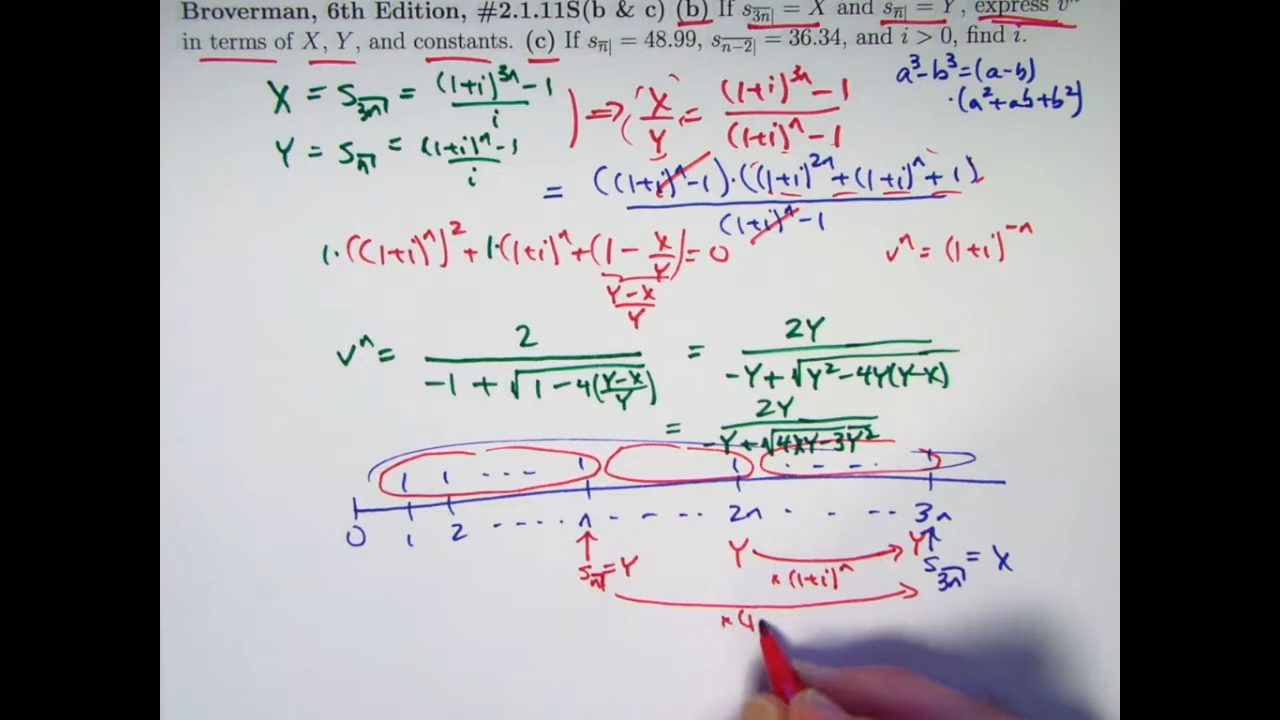 Broverman, 6th Edition, #2.1.11S(b & c) (b) If s_{3n|} = X and s_{n|} = Y, express vⁿ
in terms of X, Y, and constants. (c) If s_{n|} = 48.99, s_{n-2|} = 36.34, and i > 0, find i.
a³-b³=(a-b)
·(a²+ab+b²)
X = s_{3n|} = ((1+i)^{3n} - 1)/i
Y = s_{n|} = ((1+i)^n - 1)/i
⟹ (X/Y = ((1+i)^{3n} - 1)/((1+i)^n - 1)
= (((1+i)^n - 1)·((1+i)^{2n} + (1+i)^n + 1))/((1+i)^n - 1)
1·((1+i)^n)² + 1·(1+i)^n + (1 - X/Y) = 0
(Y-X)/Y
vⁿ = (1+i)^{-n}
vⁿ = 2/(-1 + √(1 - 4((Y-X)/Y))) = 2Y/(-Y + √(Y² - 4Y(Y-X)))
= 2Y/(-Y + √(4XY - 3Y²))
1 1 ... 1 1 ... 1
0 1 2 .... n .... 2n .... 3n
s_{n|} = Y
Y ×(1+i)^n Y
s_{3n|} = X
×(1